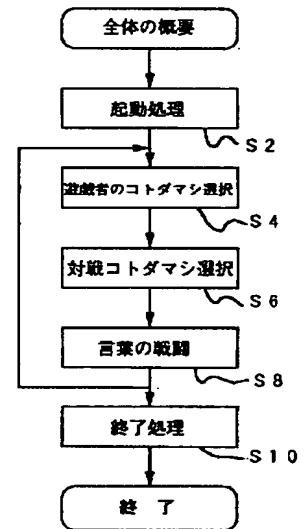 全体の概要
起動処理
S2
遊戯者のコトダマシ選択
S4
対戦コトダマシ選択
S6
言葉の戦闘
S8
終了処理
S10
終了